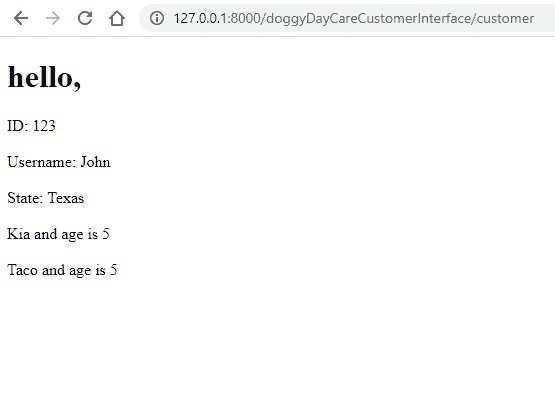 127.0.0.1:8000/doggyDayCareCustomerInterface/customer
hello,
ID: 123
Username: John
State: Texas
Kia and age is 5
Taco and age is 5